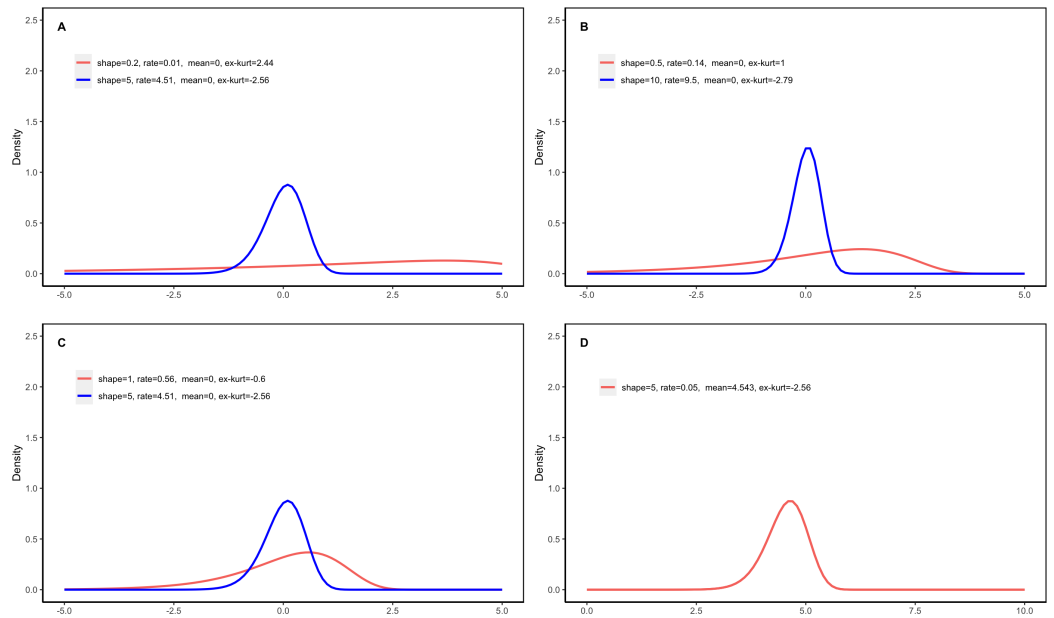 A
shape=0.2, rate=0.01, mean=0, ex-kurt=2.44
shape=5, rate=4.51, mean=0, ex-kurt=-2.56
Density
2.5
2.0
1.5
1.0
0.5
0.0
-5.0 -2.5 0.0 2.5 5.0
B
shape=0.5, rate=0.14, mean=0, ex-kurt=1
shape=10, rate=9.5, mean=0, ex-kurt=-2.79
Density
2.5
2.0
1.5
1.0
0.5
0.0
-5.0 -2.5 0.0 2.5 5.0
C
shape=1, rate=0.56, mean=0, ex-kurt=-0.6
shape=5, rate=4.51, mean=0, ex-kurt=-2.56
Density
2.5
2.0
1.5
1.0
0.5
0.0
-5.0 -2.5 0.0 2.5 5.0
D
shape=5, rate=0.05, mean=4.543, ex-kurt=-2.56
Density
2.5
2.0
1.5
1.0
0.5
0.0
0.0 2.5 5.0 7.5 10.0